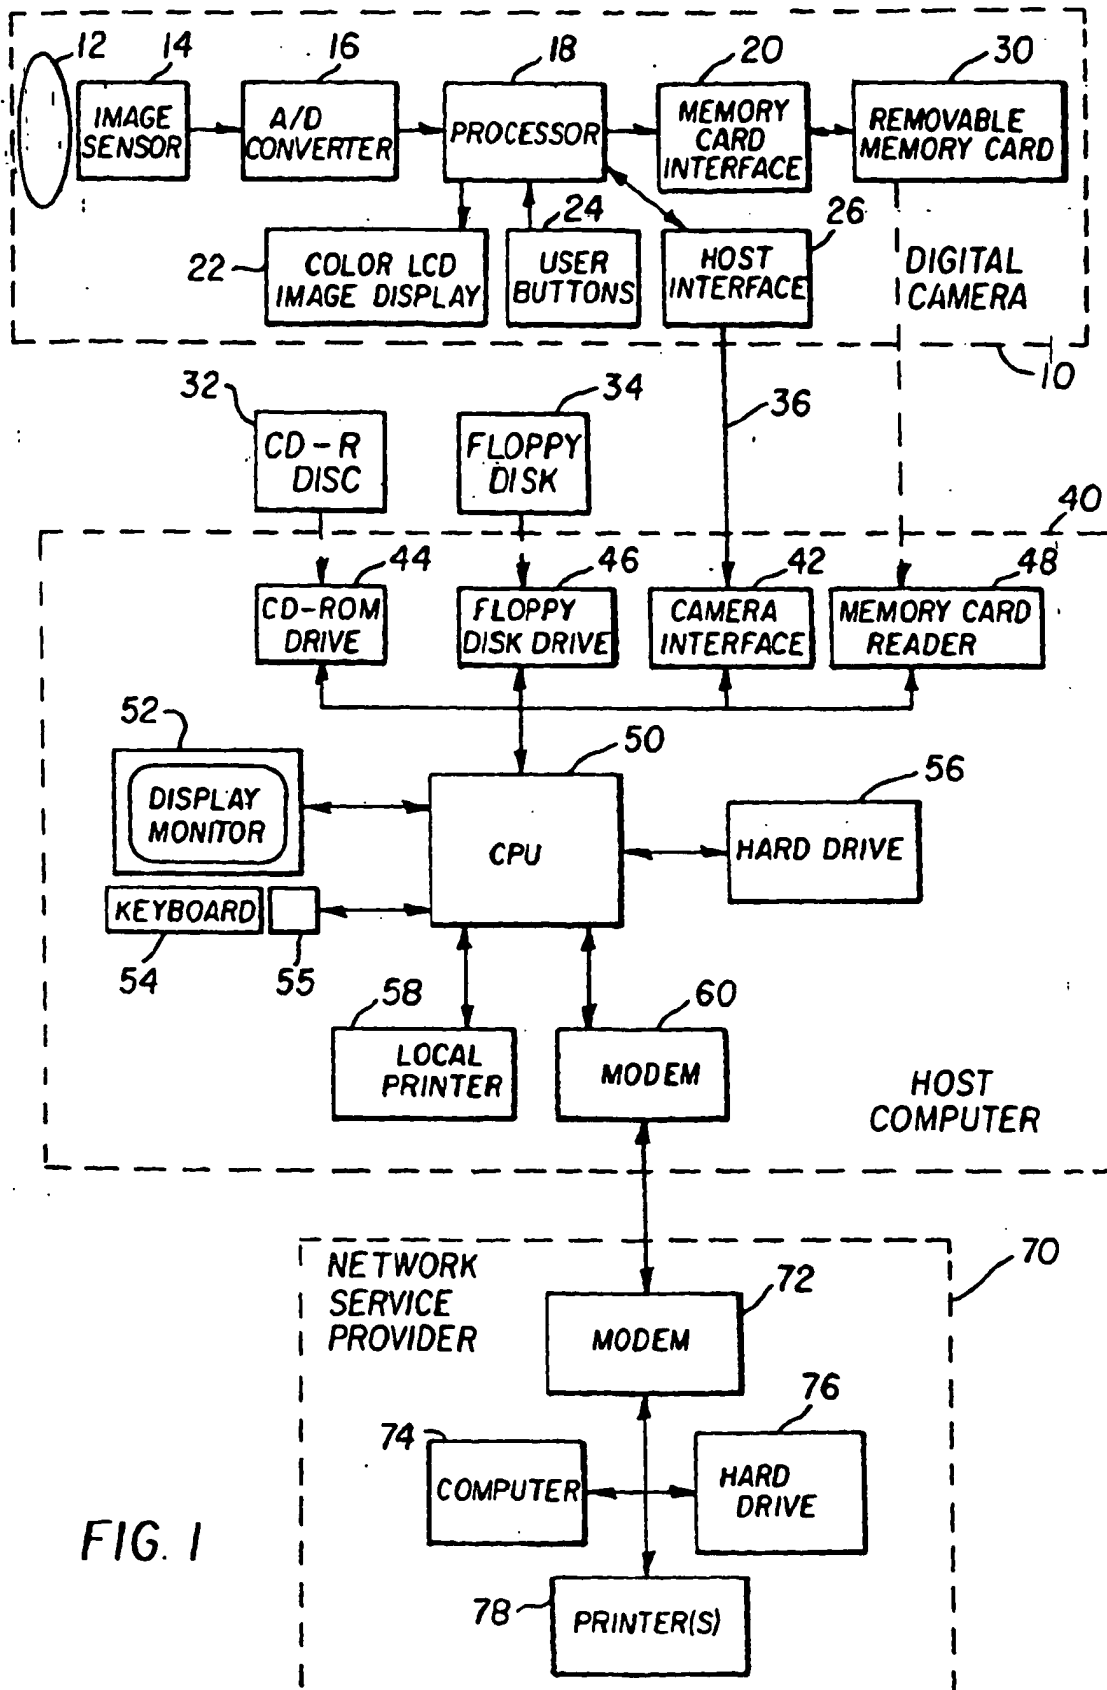 12
14
16
18
20
30
IMAGE
SENSOR
A/D
CONVERTER
PROCESSOR
MEMORY
CARD
INTERFACE
REMOVABLE
MEMORY CARD
22
COLOR LCD
IMAGE DISPLAY
24
USER
BUTTONS
26
HOST
INTERFACE
DIGITAL
CAMERA
10
32
CD-R
DISC
34
FLOPPY
DISK
36
40
44
CD-ROM
DRIVE
46
FLOPPY
DISK DRIVE
42
CAMERA
INTERFACE
48
MEMORY CARD
READER
52
DISPLAY
MONITOR
50
CPU
56
HARD DRIVE
KEYBOARD
54
55
58
LOCAL
PRINTER
60
MODEM
HOST
COMPUTER
NETWORK
SERVICE
PROVIDER
70
72
MODEM
74
COMPUTER
76
HARD
DRIVE
78
PRINTER(S)
FIG. 1